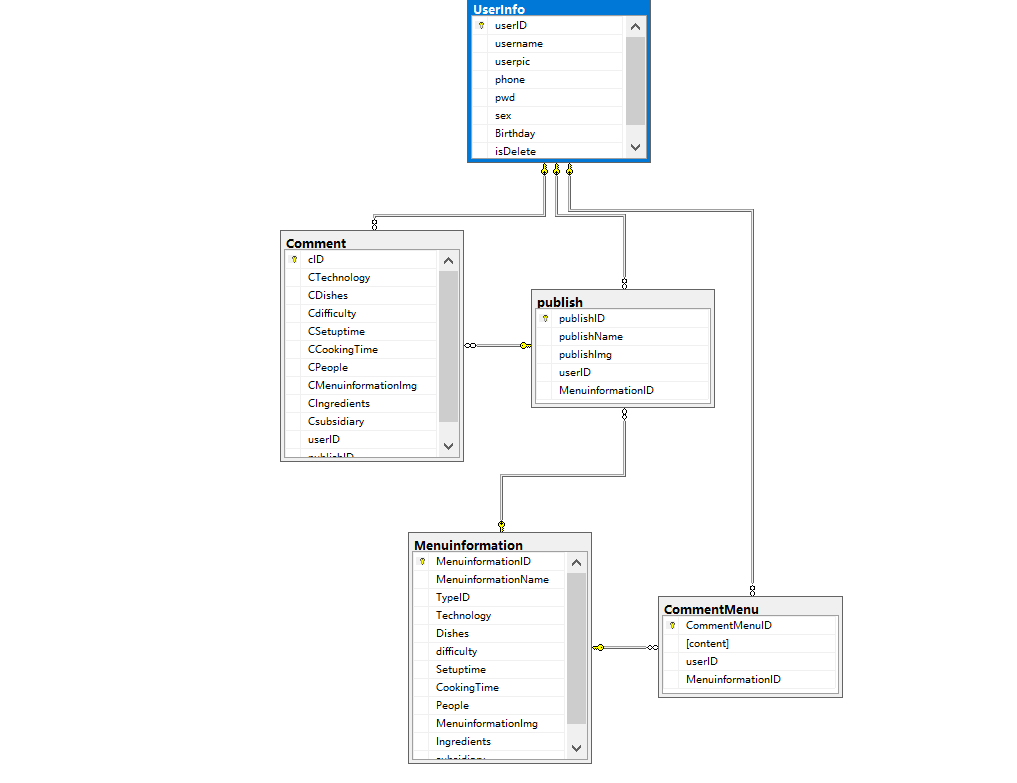 UserInfo
userID
username
userpic
phone
pwd
sex
Birthday
isDelete
Comment
cID
CTechnology
CDishes
Cdifficulty
CSetuptime
CCookingTime
CPeople
CMenuinformationImg
CIngredients
Csubsidiary
userID
publishID
publish
publishID
publishName
publishImg
userID
MenuinformationID
Menuinformation
MenuinformationID
MenuinformationName
TypeID
Technology
Dishes
difficulty
Setuptime
CookingTime
People
MenuinformationImg
Ingredients
subsidiary
CommentMenu
CommentMenuID
[content]
userID
MenuinformationID